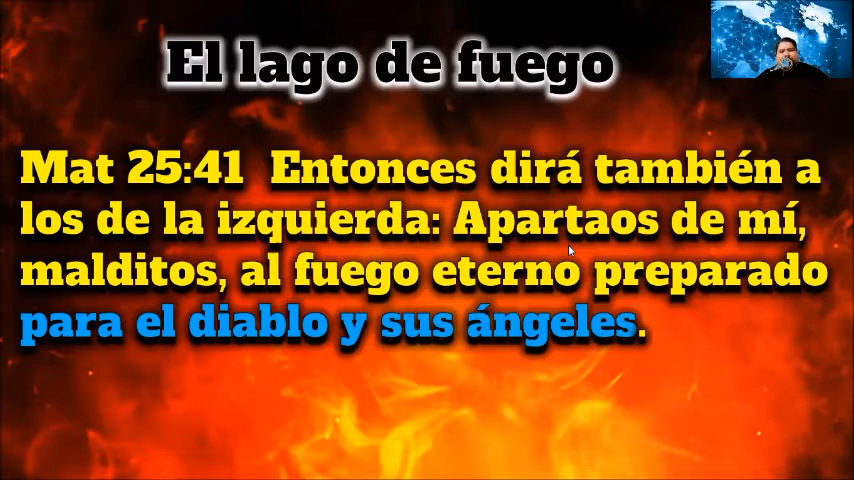 El lago de fuego
Mat 25:41 Entonces dirá también a
los de la izquierda: Apartaos de mí,
malditos, al fuego eterno preparado
para el diablo y sus ángeles.